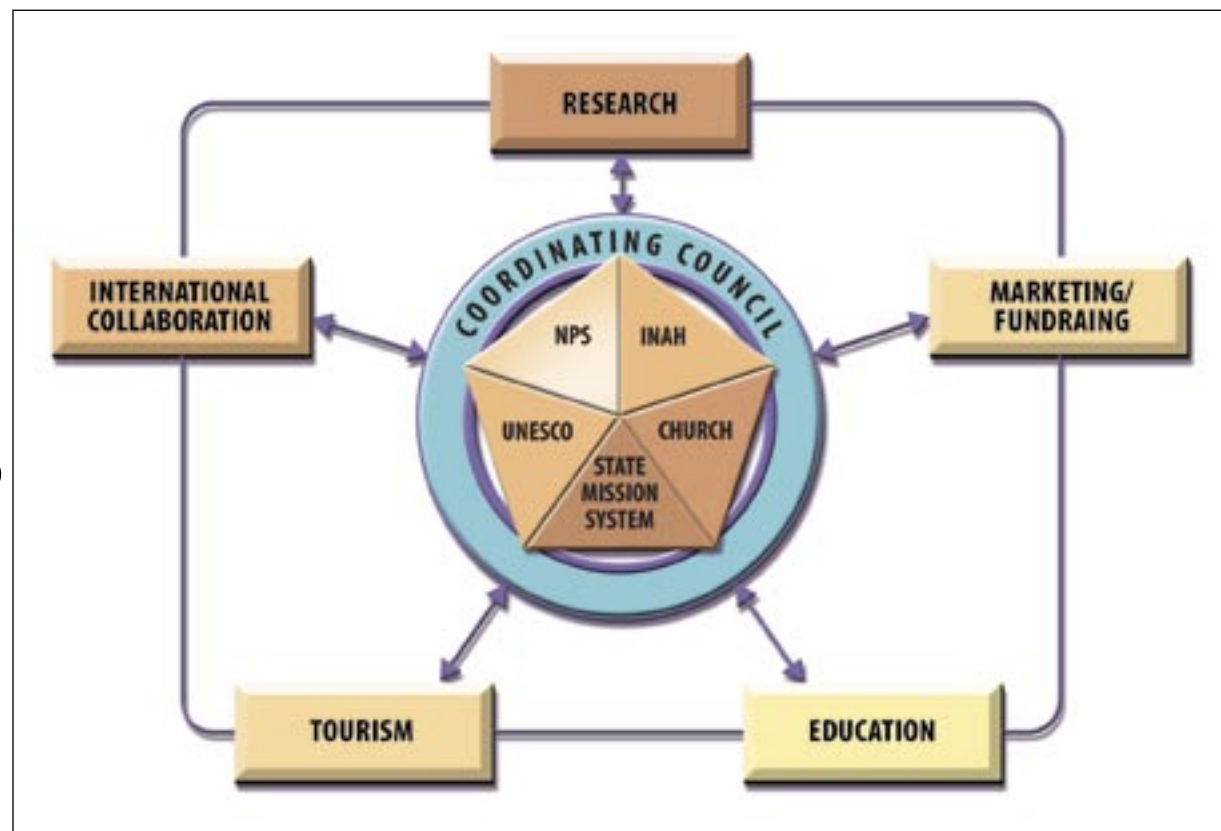 RESEARCH
INTERNATIONAL
COLLABORATION
MARKETING/
FUNDRAING
COORDINATING COUNCIL
NPS
INAH
UNESCO
CHURCH
STATE
MISSION
SYSTEM
TOURISM
EDUCATION
)